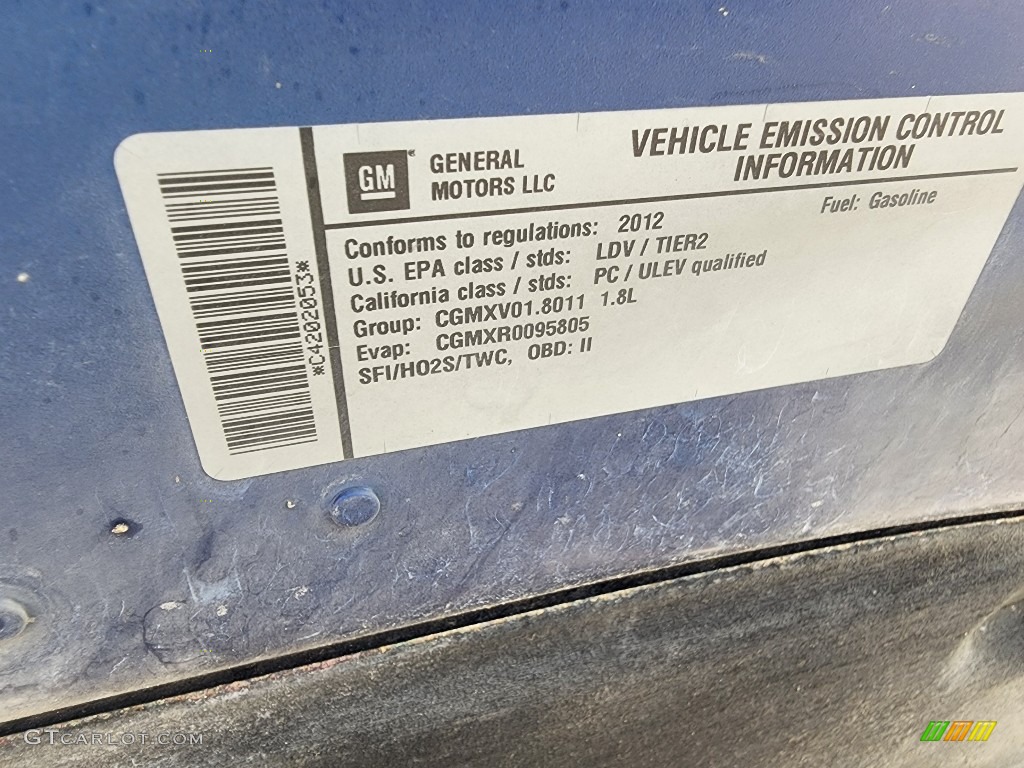 *C4202053*
GM
GENERAL
MOTORS LLC
VEHICLE EMISSION CONTROL
INFORMATION
Fuel: Gasoline
Conforms to regulations: 2012
U.S. EPA class / stds: LDV / TIER2
California class / stds: PC / ULEV qualified
Group: CGMXV01.8011 1.8L
Evap: CGMXR0095805
SFI/HO2S/TWC, OBD: II
GTCARLOT.COM